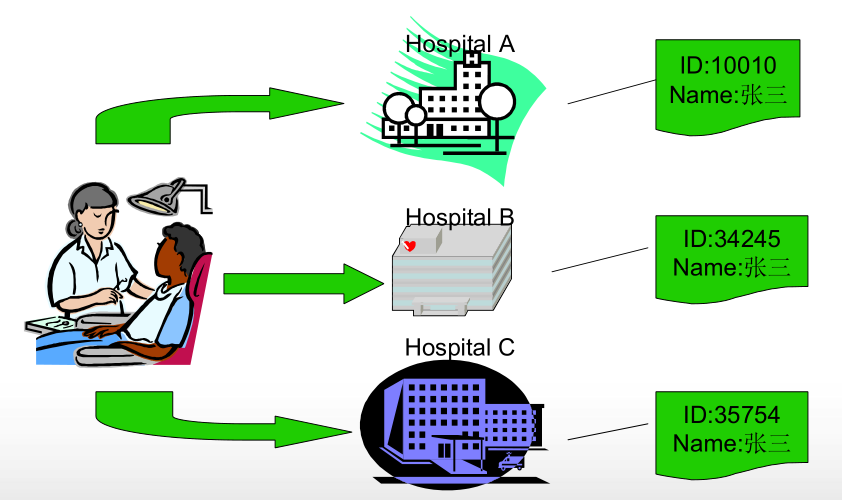 Hospital A
ID:10010
Name:张三
Hospital B
ID:34245
Name:张三
Hospital C
ID:35754
Name:张三